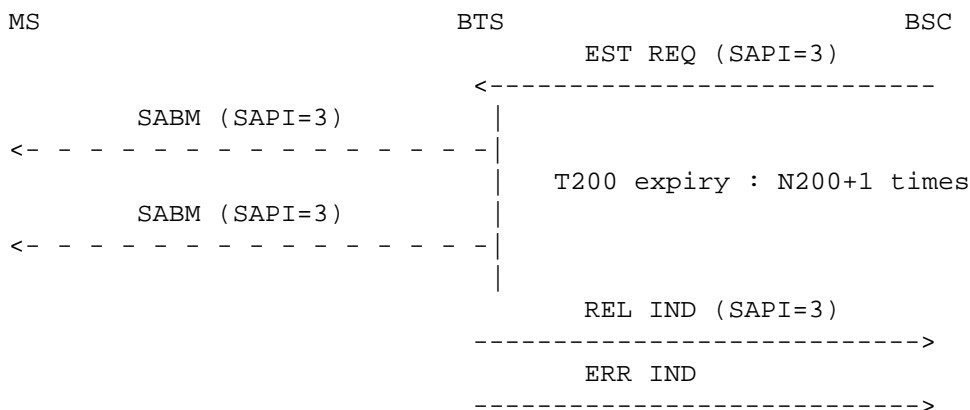 MS BTS BSC
EST REQ (SAPI=3)
SABM (SAPI=3)
T200 expiry : N200+1 times
SABM (SAPI=3)
REL IND (SAPI=3)
ERR IND